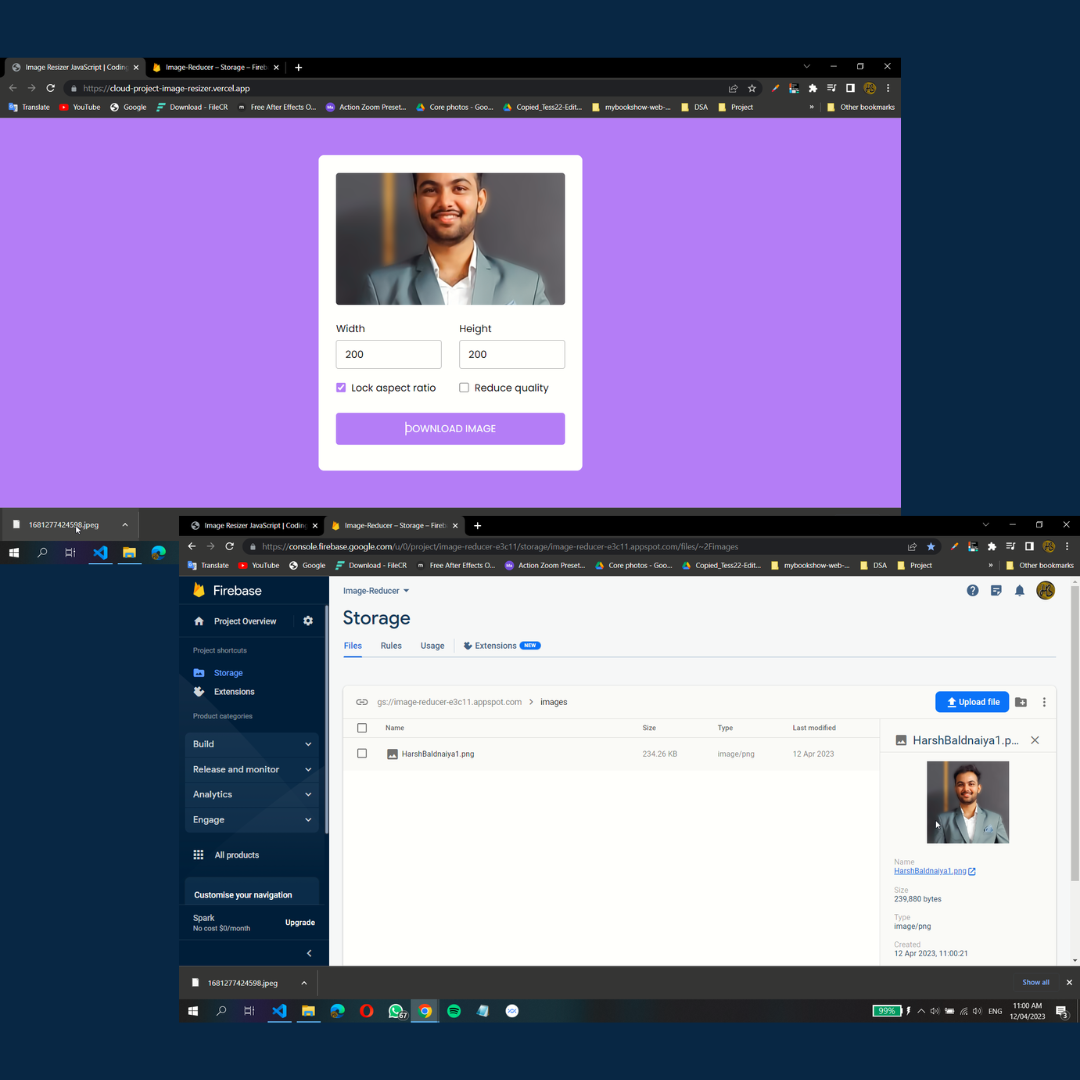 Image Resizer JavaScript | Coding
Image-Reducer – Storage – Fireb
https://cloud-project-image-resizer.vercel.app
Translate YouTube Google Download - FileCR Free After Effects O... Action Zoom Preset... Core photos - Goo... Copied_Tess22-Edit... mybookshow-web-... DSA Project » Other bookmarks
Width Height
200 200
Lock aspect ratio Reduce quality
DOWNLOAD IMAGE
1681277424598.jpeg
Image Resizer JavaScript | Coding
Image-Reducer – Storage – Fireb
https://console.firebase.google.com/u/0/project/image-reducer-e3c11/storage/image-reducer-e3c11.appspot.com/files/~2Fimages
Translate YouTube Google Download - FileCR Free After Effects O... Action Zoom Preset... Core photos - Goo... Copied_Tess22-Edit... mybookshow-web-... DSA Project » Other bookmarks
Firebase
Project Overview
Project shortcuts
Storage
Extensions
Product categories
Build
Release and monitor
Analytics
Engage
All products
Customise your navigation
Spark
No cost $0/month
Upgrade
Image-Reducer
Storage
Files Rules Usage Extensions NEW
gs://image-reducer-e3c11.appspot.com > images
Upload file
Name Size Type Last modified
HarshBaldnaiya1.png 234.26 KB image/png 12 Apr 2023
HarshBaldnaiya1.p...
Name
HarshBaldnaiya1.png
Size
239,880 bytes
Type
image/png
Created
12 Apr 2023, 11:00:21
1681277424598.jpeg
Show all
67
99%
ENG
11:00 AM
12/04/2023
3